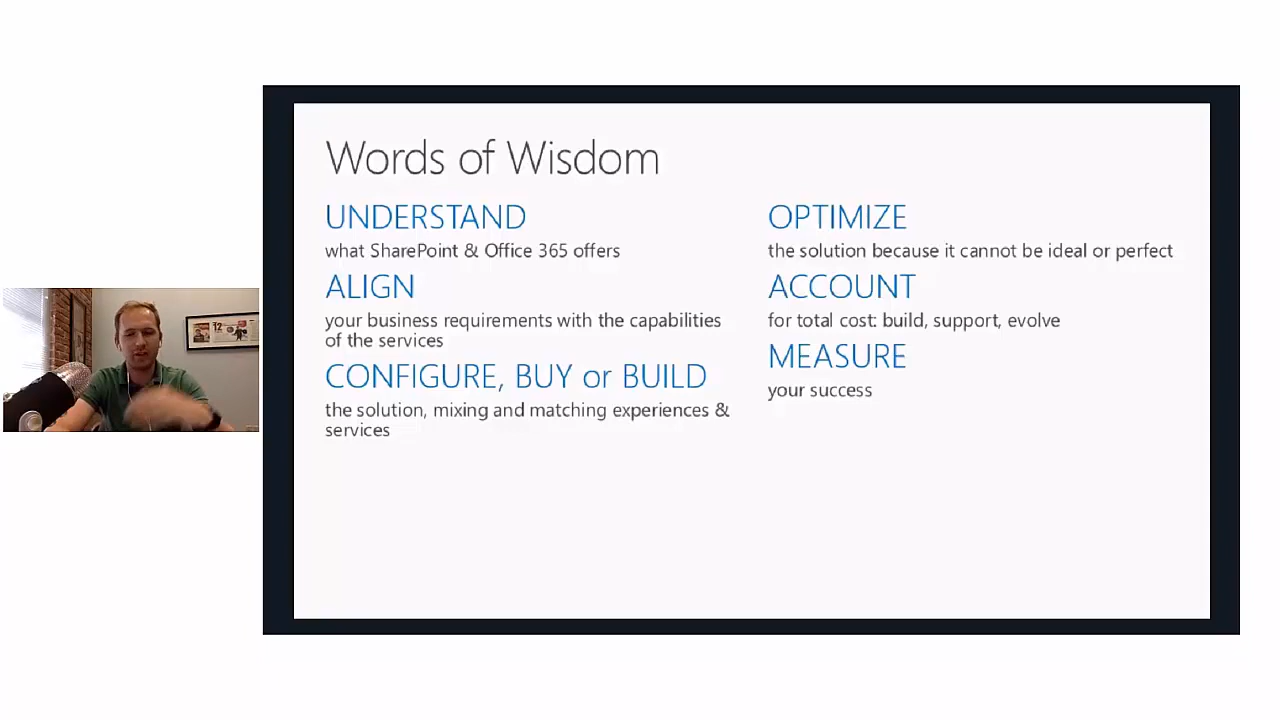 Words of Wisdom
UNDERSTAND
what SharePoint & Office 365 offers
ALIGN
your business requirements with the capabilities
of the services
CONFIGURE, BUY or BUILD
the solution, mixing and matching experiences &
services
OPTIMIZE
the solution because it cannot be ideal or perfect
ACCOUNT
for total cost: build, support, evolve
MEASURE
your success